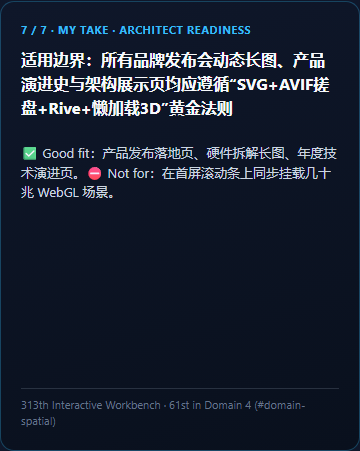 7 / 7 · MY TAKE · ARCHITECT READINESS
适用边界：所有品牌发布会动态长图、产品
演进史与架构展示页均应遵循“SVG+AVIF搓
盘+Rive+懒加载3D”黄金法则
✅ Good fit：产品发布落地页、硬件拆解长图、年度技
术演进页。⛔ Not for：在首屏滚动条上同步挂载几十
兆 WebGL 场景。
313th Interactive Workbench · 61st in Domain 4 (#domain-
spatial)